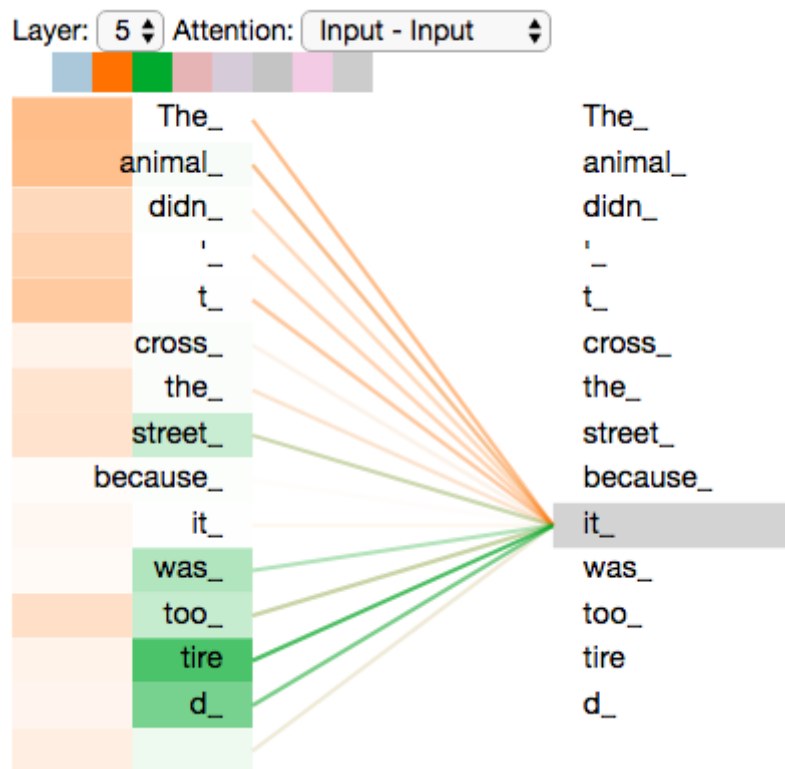 Layer: 5 Attention: Input - Input
The_ The_
animal_ animal_
didn_ didn_
'_ '_
t_ t_
cross_ cross_
the_ the_
street_ street_
because_ because_
it_ it_
was_ was_
too_ too_
tire tire
d_ d_